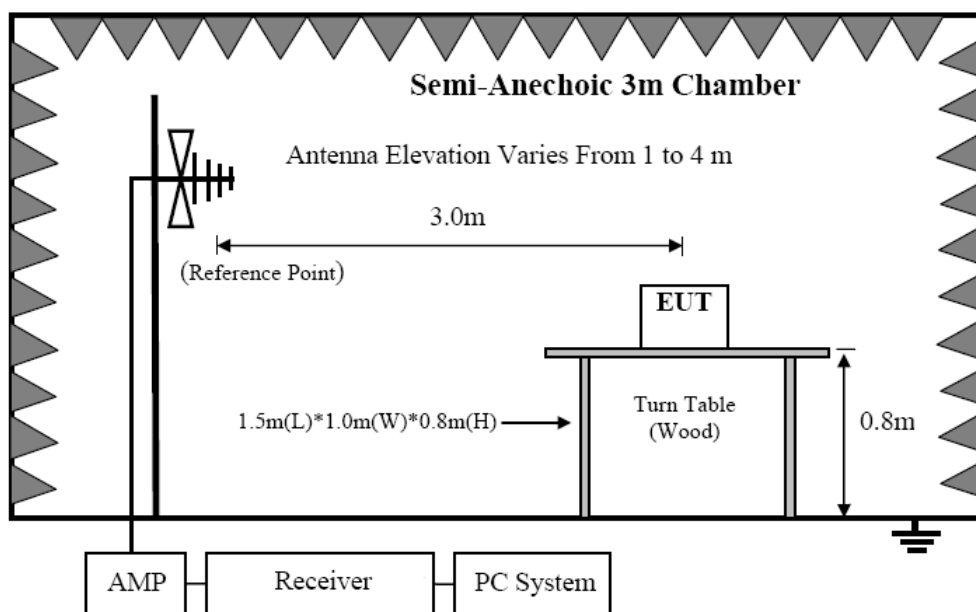 Semi-Anechoic 3m Chamber
Antenna Elevation Varies From 1 to 4 m
3.0m
(Reference Point)
EUT
1.5m(L)*1.0m(W)*0.8m(H)
Turn Table
(Wood)
0.8m
AMP
Receiver
PC System